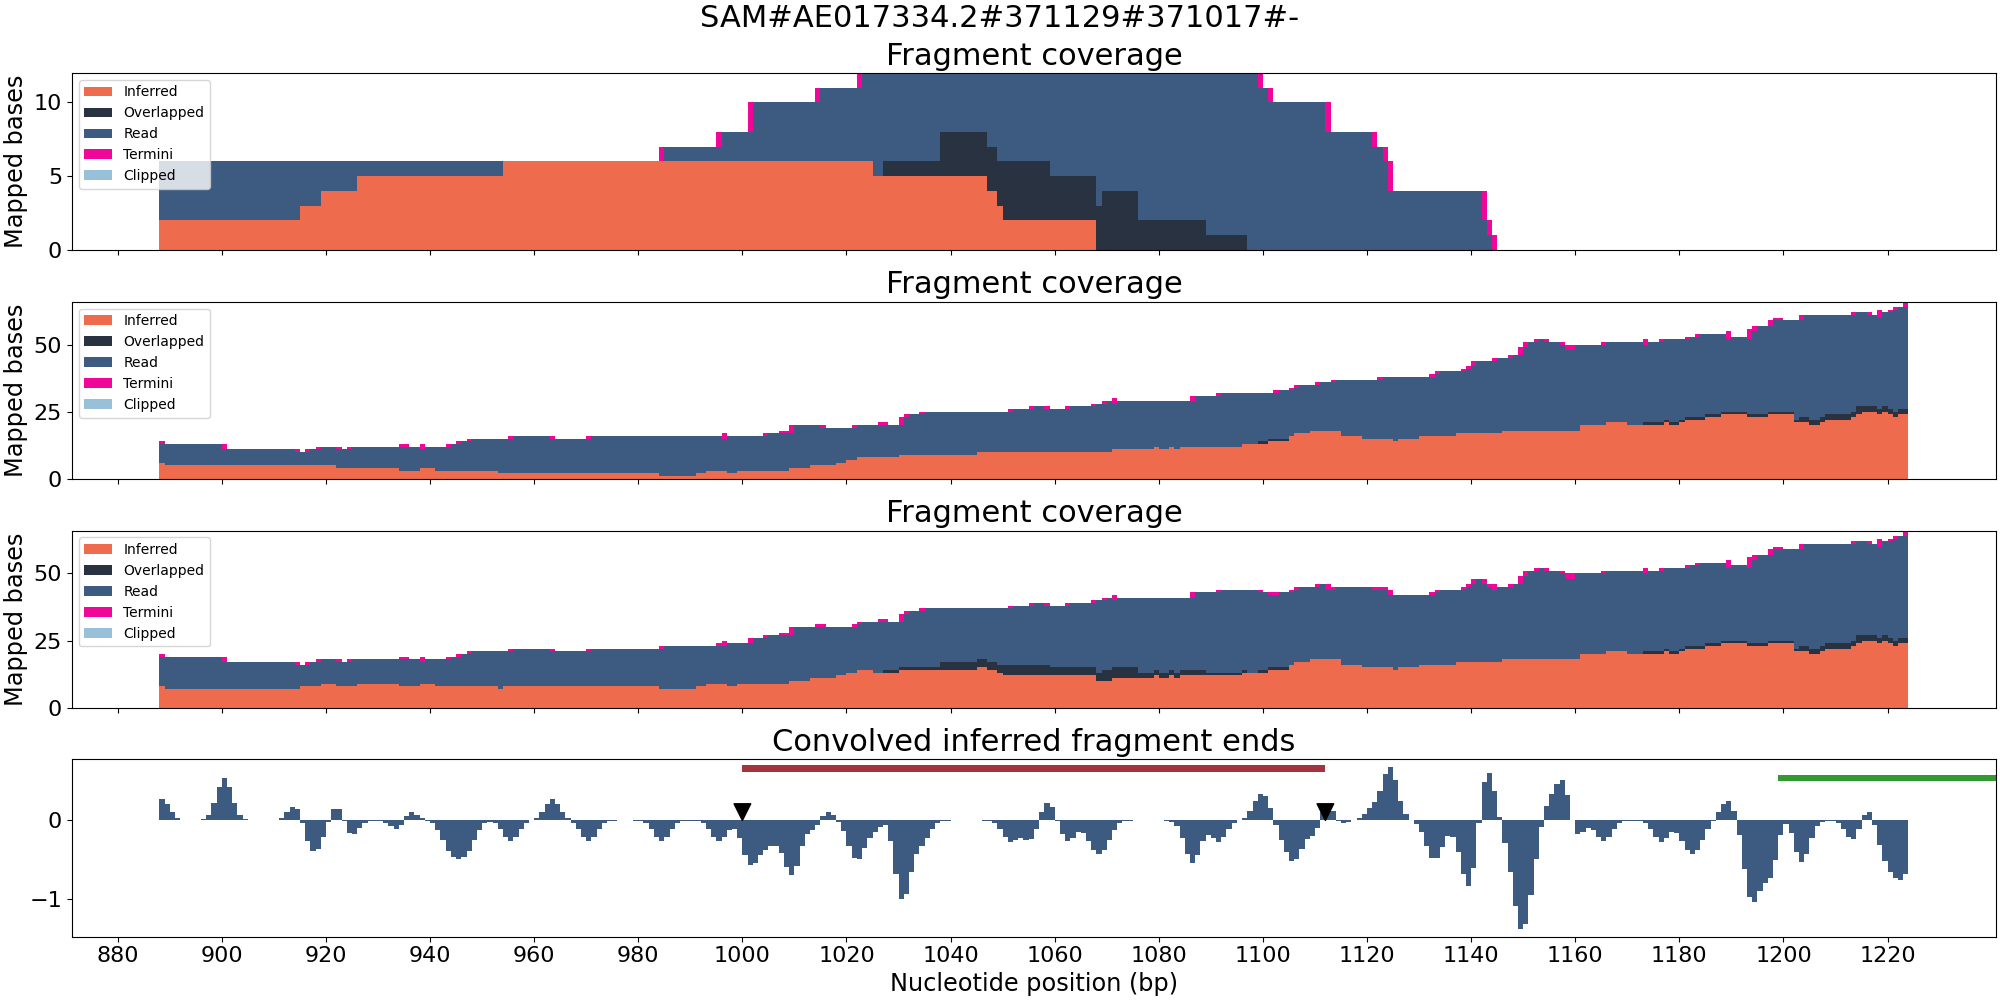 SAM#AE017334.2#371129#371017#-
Fragment coverage
Mapped bases
10
5
0
Inferred
Overlapped
Read
Termini
Clipped
Fragment coverage
Mapped bases
50
25
0
Inferred
Overlapped
Read
Termini
Clipped
Fragment coverage
Mapped bases
50
25
0
Inferred
Overlapped
Read
Termini
Clipped
Convolved inferred fragment ends
0
−1
880 900 920 940 960 980 1000 1020 1040 1060 1080 1100 1120 1140 1160 1180 1200 1220
Nucleotide position (bp)